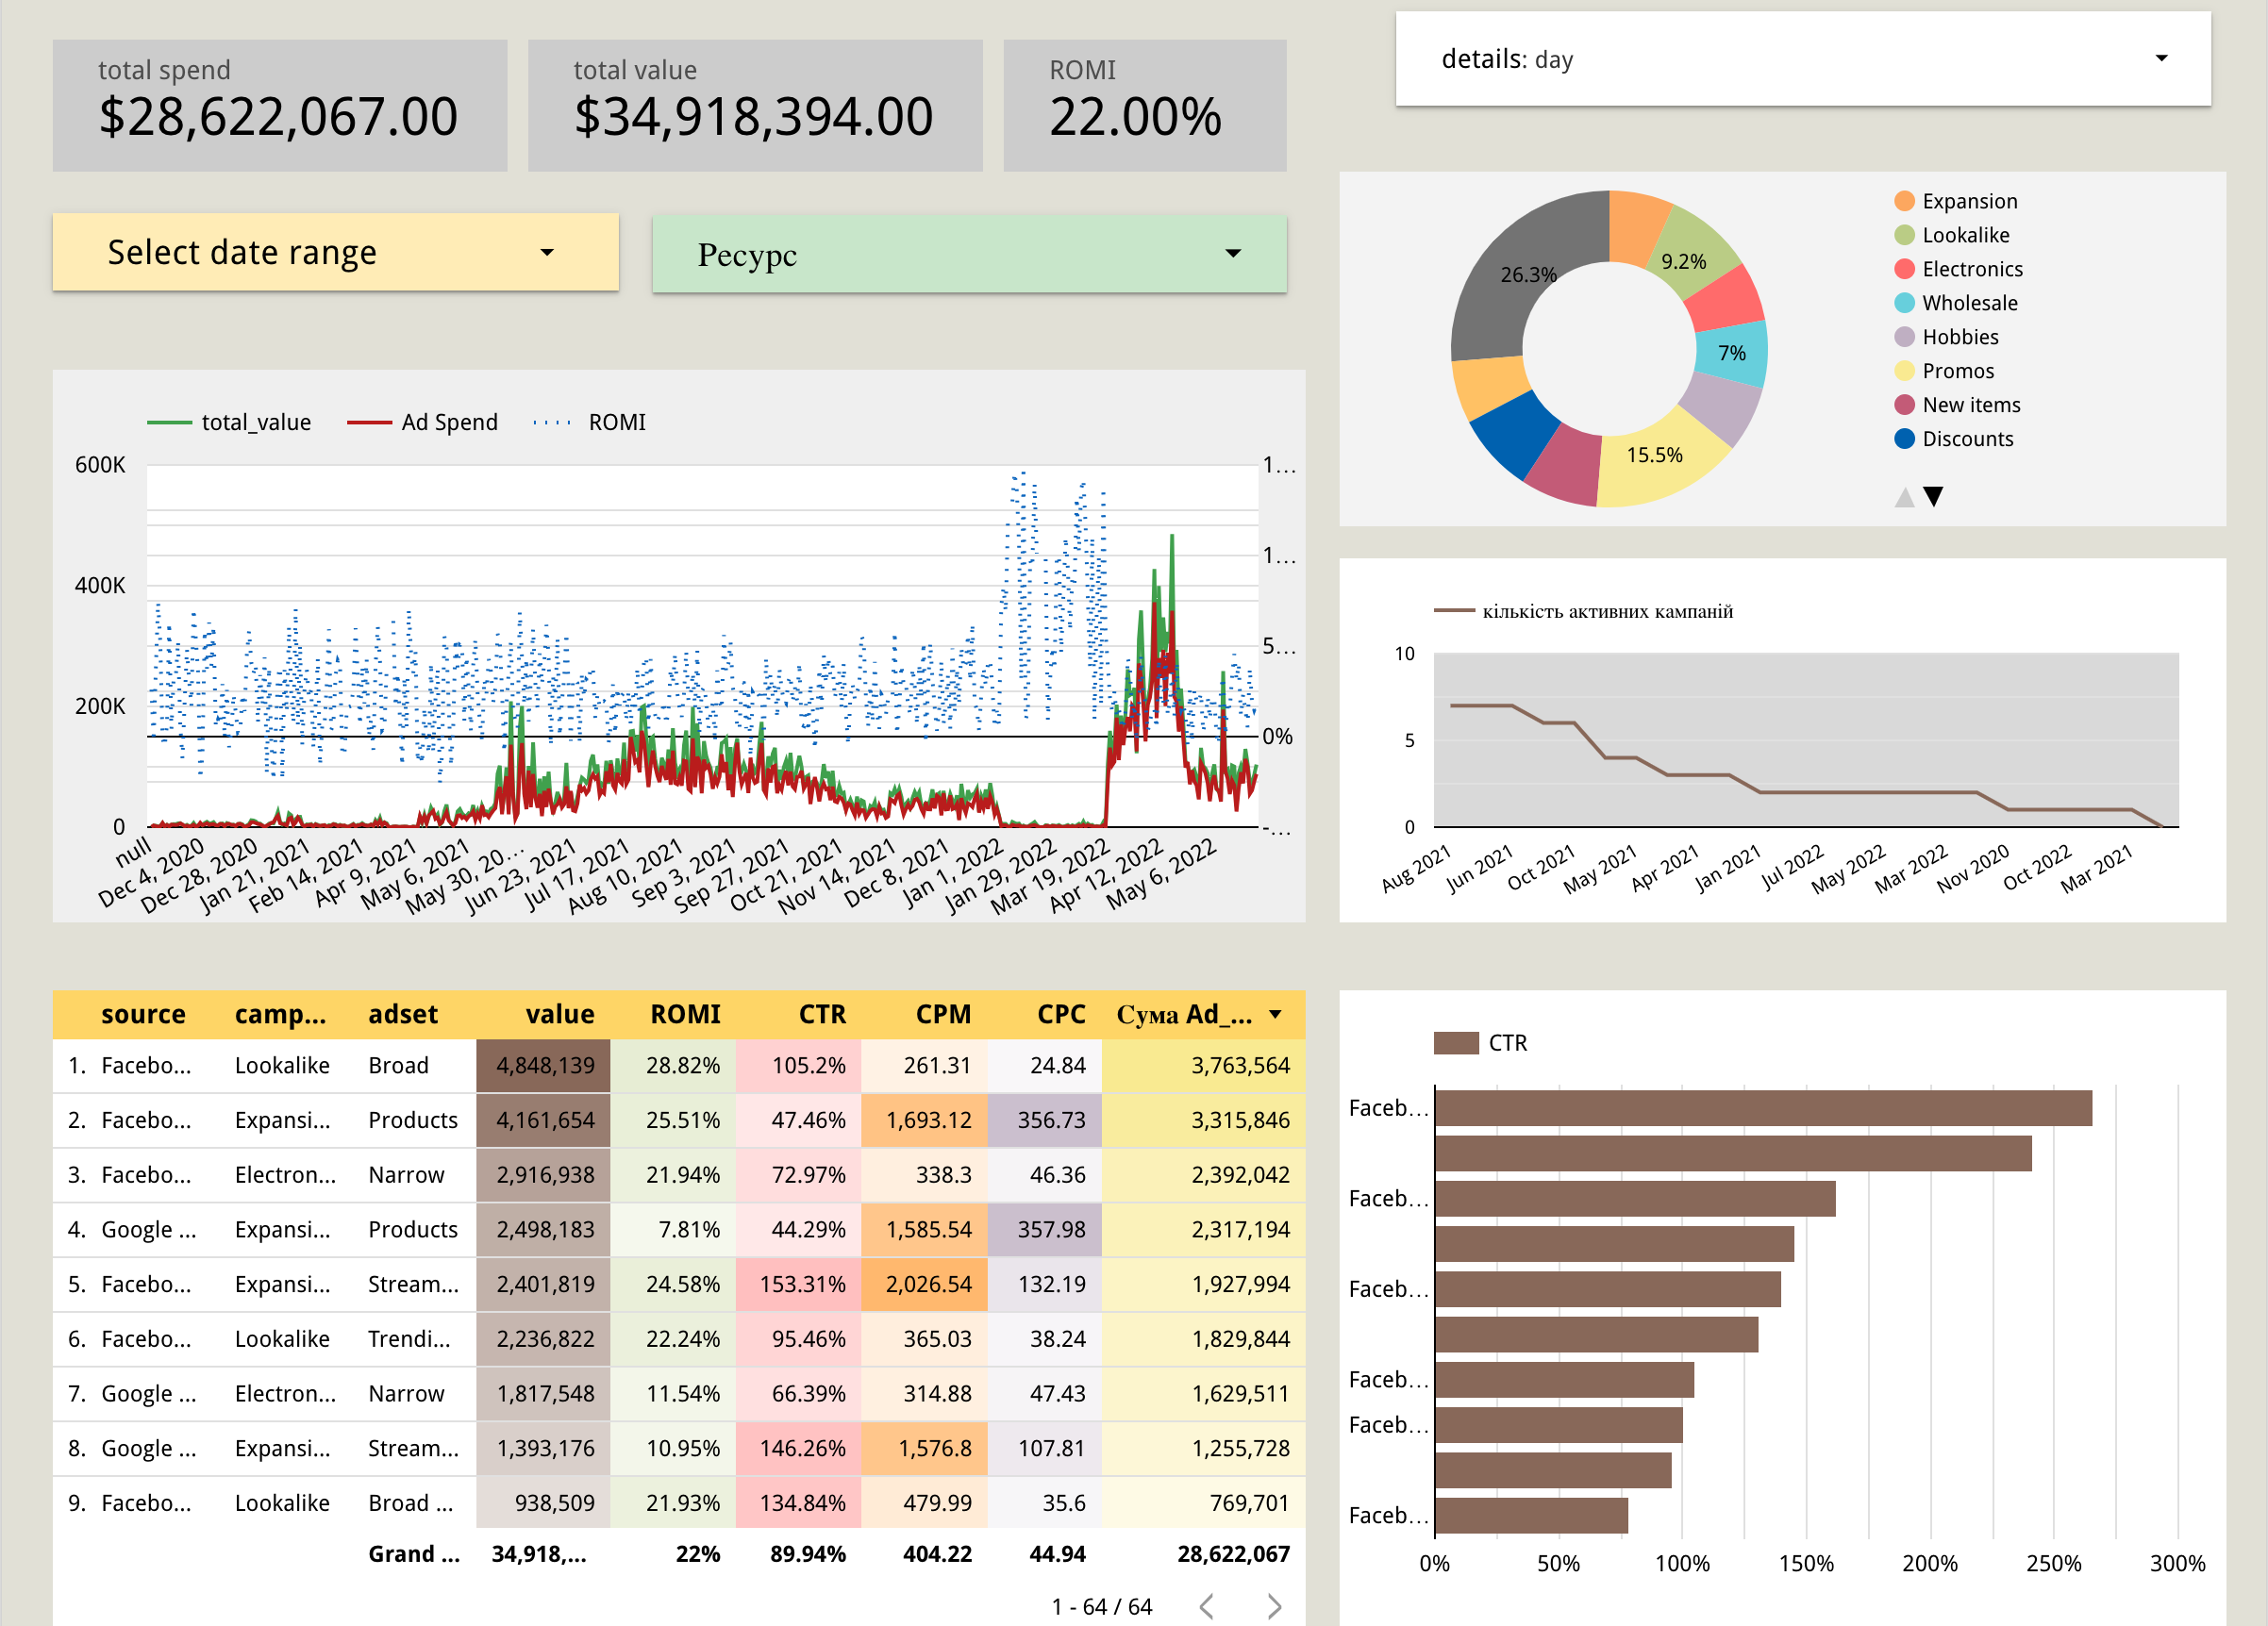 total spend
$28,622,067.00
total value
$34,918,394.00
ROMI
22.00%
details: day
Select date range
Ресурс
26.3%
9.2%
7%
15.5%
Expansion
Lookalike
Electronics
Wholesale
Hobbies
Promos
New items
Discounts
total_value Ad Spend ROMI
600K
400K
200K
0
1...
1...
5...
0%
-...
null
Dec 4, 2020
Dec 28, 2020
Jan 21, 2021
Feb 14, 2021
Apr 9, 2021
May 6, 2021
May 30, 20...
Jun 23, 2021
Jul 17, 2021
Aug 10, 2021
Sep 3, 2021
Sep 27, 2021
Oct 21, 2021
Nov 14, 2021
Dec 8, 2021
Jan 1, 2022
Jan 29, 2022
Mar 19, 2022
Apr 12, 2022
May 6, 2022
кількість активних кампаній
10
5
0
Aug 2021
Jun 2021
Oct 2021
May 2021
Apr 2021
Jan 2021
Jul 2022
May 2022
Mar 2022
Nov 2020
Oct 2022
Mar 2021
source camp... adset value ROMI CTR CPM CPC Сума Ad_...
1. Facebo... Lookalike Broad 4,848,139 28.82% 105.2% 261.31 24.84 3,763,564
2. Facebo... Expansi... Products 4,161,654 25.51% 47.46% 1,693.12 356.73 3,315,846
3. Facebo... Electron... Narrow 2,916,938 21.94% 72.97% 338.3 46.36 2,392,042
4. Google ... Expansi... Products 2,498,183 7.81% 44.29% 1,585.54 357.98 2,317,194
5. Facebo... Expansi... Stream... 2,401,819 24.58% 153.31% 2,026.54 132.19 1,927,994
6. Facebo... Lookalike Trendi... 2,236,822 22.24% 95.46% 365.03 38.24 1,829,844
7. Google ... Electron... Narrow 1,817,548 11.54% 66.39% 314.88 47.43 1,629,511
8. Google ... Expansi... Stream... 1,393,176 10.95% 146.26% 1,576.8 107.81 1,255,728
9. Facebo... Lookalike Broad ... 938,509 21.93% 134.84% 479.99 35.6 769,701
Grand ... 34,918,... 22% 89.94% 404.22 44.94 28,622,067
1 - 64 / 64
CTR
Faceb...
Faceb...
Faceb...
Faceb...
Faceb...
Faceb...
0% 50% 100% 150% 200% 250% 300%